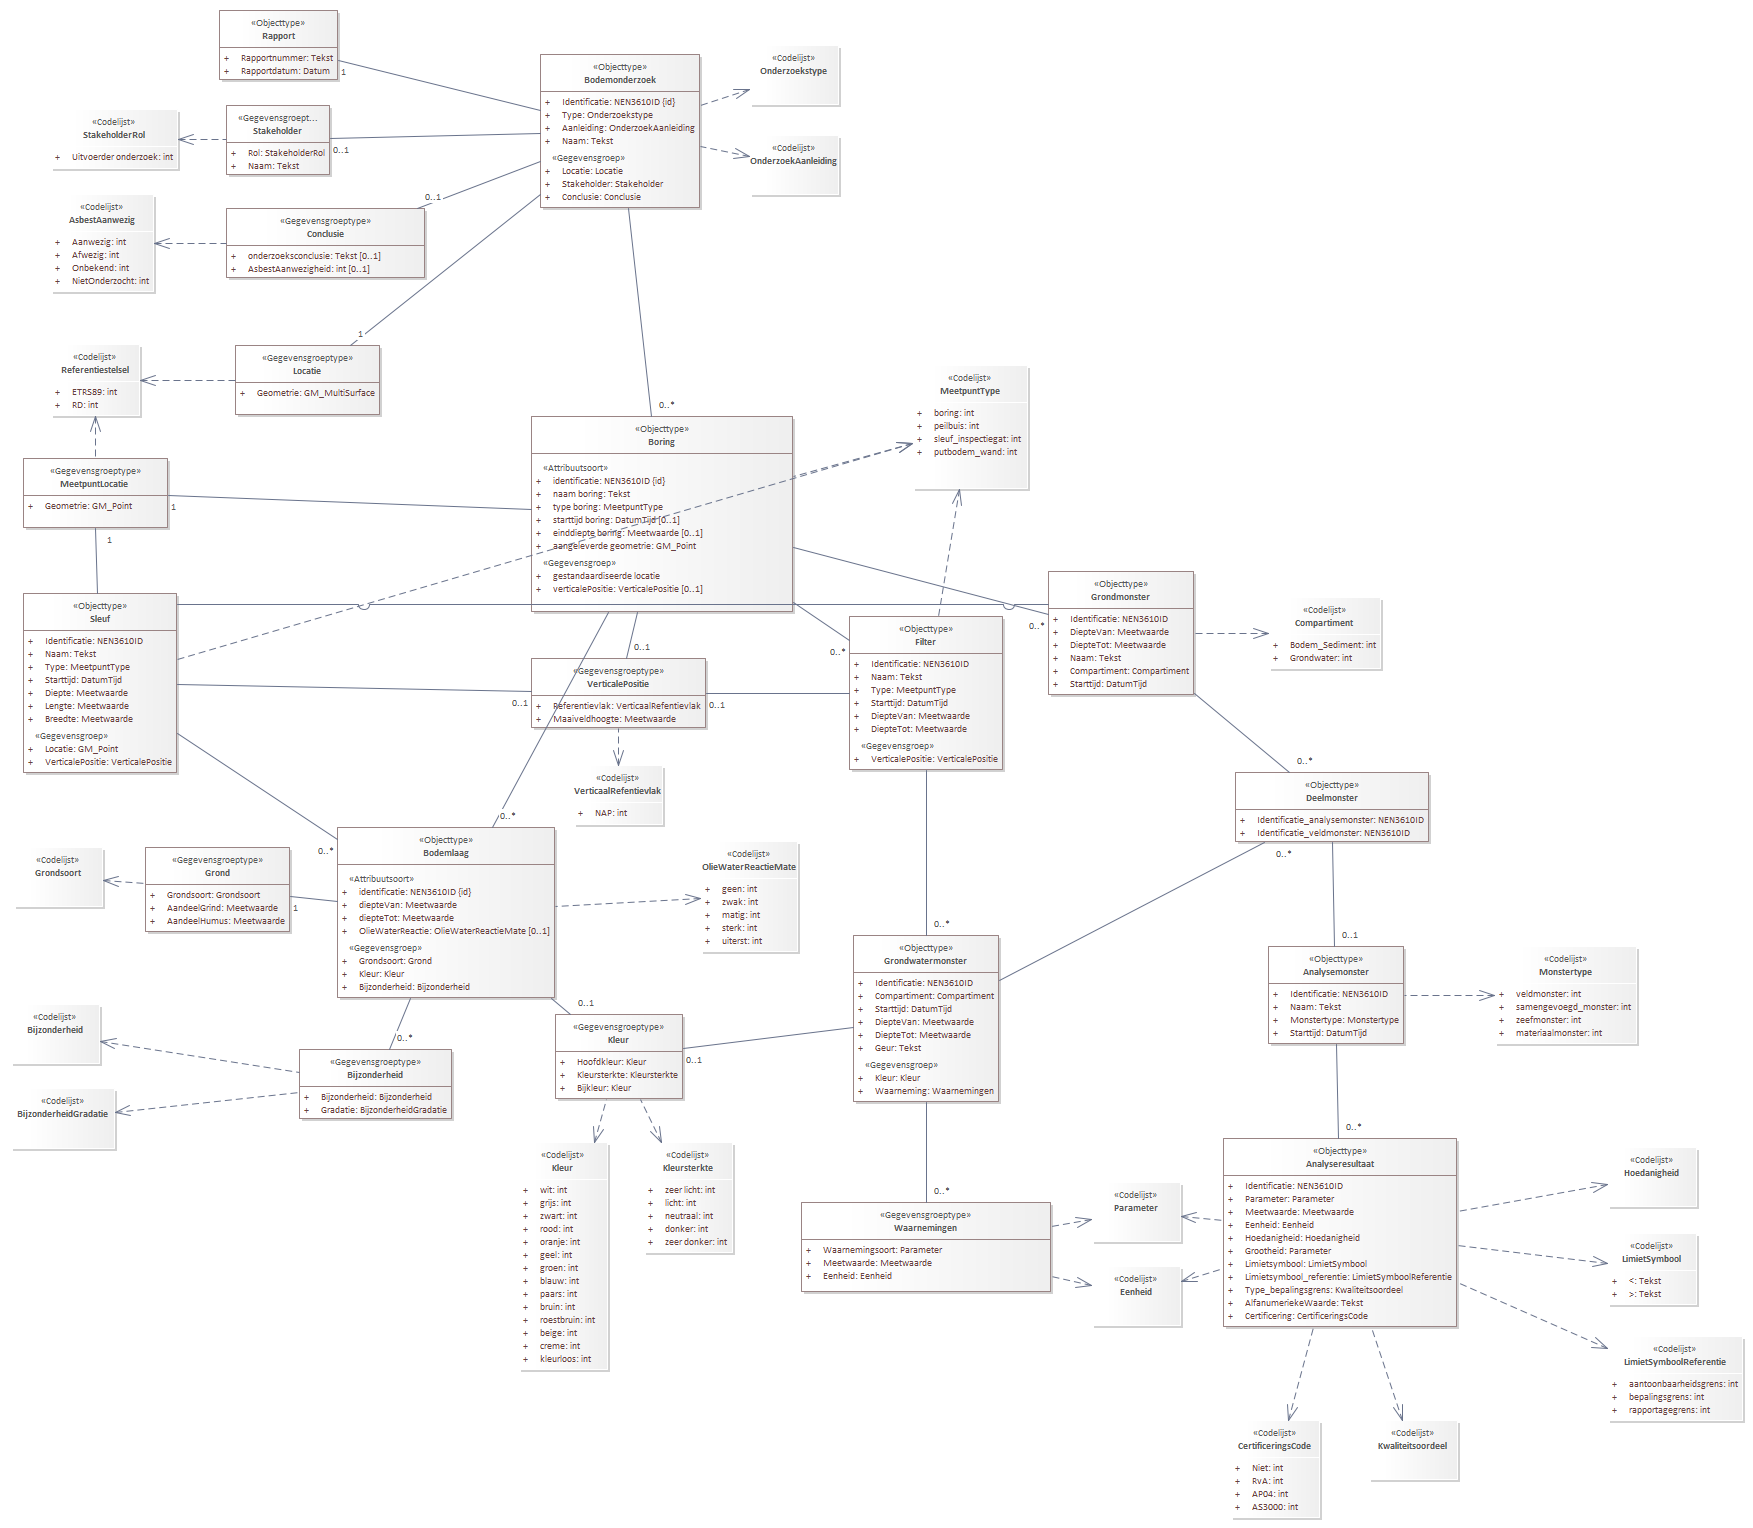 «Objecttype»
Rapport
+ Rapportnummer: Tekst
+ Rapportdatum: Datum
1
«Objecttype»
Bodemonderzoek
+ Identificatie: NEN3610ID {id}
+ Type: Onderzoekstype
+ Aanleiding: OnderzoekAanleiding
+ Naam: Tekst
«Gegevensgroep»
+ Locatie: Locatie
+ Stakeholder: Stakeholder
+ Conclusie: Conclusie
«Codelijst»
Onderzoekstype
«Codelijst»
OnderzoekAanleiding
«Codelijst»
StakeholderRol
+ Uitvoerder onderzoek: int
«Gegevensgroept...
Stakeholder
+ Rol: StakeholderRol
+ Naam: Tekst
0..1
«Codelijst»
AsbestAanwezig
+ Aanwezig: int
+ Afwezig: int
+ Onbekend: int
+ NietOnderzocht: int
0..1
«Gegevensgroeptype»
Conclusie
+ onderzoeksconclusie: Tekst [0..1]
+ AsbestAanwezigheid: int [0..1]
1
«Codelijst»
Referentiestelsel
+ ETRS89: int
+ RD: int
«Gegevensgroeptype»
Locatie
+ Geometrie: GM_MultiSurface
0..*
«Codelijst»
MeetpuntType
+ boring: int
+ peilbuis: int
+ sleuf_inspectiegat: int
+ putbodem_wand: int
«Objecttype»
Boring
«Attribuutsoort»
+ identificatie: NEN3610ID {id}
+ naam boring: Tekst
+ type boring: MeetpuntType
+ starttijd boring: DatumTijd [0..1]
+ einddiepte boring: Meetwaarde [0..1]
+ aangeleverde geometrie: GM_Point
«Gegevensgroep»
+ gestandaardiseerde locatie
+ verticalePositie: VerticalePositie [0..1]
«Gegevensgroeptype»
MeetpuntLocatie
+ Geometrie: GM_Point
1
1
«Objecttype»
Sleuf
+ Identificatie: NEN3610ID
+ Naam: Tekst
+ Type: MeetpuntType
+ Starttijd: DatumTijd
+ Diepte: Meetwaarde
+ Lengte: Meetwaarde
+ Breedte: Meetwaarde
«Gegevensgroep»
+ Locatie: GM_Point
+ VerticalePositie: VerticalePositie
«Objecttype»
Grondmonster
+ Identificatie: NEN3610ID
+ DiepteVan: Meetwaarde
+ DiepteTot: Meetwaarde
+ Naam: Tekst
+ Compartiment: Compartiment
+ Starttijd: DatumTijd
0..*
«Codelijst»
Compartiment
+ Bodem_Sediment: int
+ Grondwater: int
«Objecttype»
Filter
+ Identificatie: NEN3610ID
+ Naam: Tekst
+ Type: MeetpuntType
+ Starttijd: DatumTijd
+ DiepteVan: Meetwaarde
+ DiepteTot: Meetwaarde
«Gegevensgroep»
+ VerticalePositie: VerticalePositie
0..*
0..1
«Gegevensgroeptype»
VerticalePositie
+ Referentievlak: VerticaalRefentievlak
+ Maaiveldhoogte: Meetwaarde
0..1
0..1
«Codelijst»
VerticaalRefentievlak
+ NAP: int
0..*
«Objecttype»
Deelmonster
+ Identificatie_analysemonster: NEN3610ID
+ Identificatie_veldmonster: NEN3610ID
0..*
0..*
0..*
«Objecttype»
Bodemlaag
«Attribuutsoort»
+ identificatie: NEN3610ID {id}
+ diepteVan: Meetwaarde
+ diepteTot: Meetwaarde
+ OlieWaterReactie: OlieWaterReactieMate [0..1]
«Gegevensgroep»
+ Grondsoort: Grond
+ Kleur: Kleur
+ Bijzonderheid: Bijzonderheid
«Codelijst»
Grondsoort
«Gegevensgroeptype»
Grond
+ Grondsoort: Grondsoort
+ AandeelGrind: Meetwaarde
+ AandeelHumus: Meetwaarde
1
«Codelijst»
OlieWaterReactieMate
+ geen: int
+ zwak: int
+ matig: int
+ sterk: int
+ uiterst: int
0..*
«Objecttype»
Grondwatermonster
+ Identificatie: NEN3610ID
+ Compartiment: Compartiment
+ Starttijd: DatumTijd
+ DiepteVan: Meetwaarde
+ DiepteTot: Meetwaarde
+ Geur: Tekst
«Gegevensgroep»
+ Kleur: Kleur
+ Waarneming: Waarnemingen
0..1
«Objecttype»
Analysemonster
+ Identificatie: NEN3610ID
+ Naam: Tekst
+ Monstertype: Monstertype
+ Starttijd: DatumTijd
«Codelijst»
Monstertype
+ veldmonster: int
+ samengevoegd_monster: int
+ zeefmonster: int
+ materiaalmonster: int
«Codelijst»
Bijzonderheid
0..*
«Gegevensgroeptype»
Bijzonderheid
+ Bijzonderheid: Bijzonderheid
+ Gradatie: BijzonderheidGradatie
«Codelijst»
BijzonderheidGradatie
0..1
«Gegevensgroeptype»
Kleur
+ Hoofdkleur: Kleur
+ Kleursterkte: Kleursterkte
+ Bijkleur: Kleur
0..1
«Codelijst»
Kleur
+ wit: int
+ grijs: int
+ zwart: int
+ rood: int
+ oranje: int
+ geel: int
+ groen: int
+ blauw: int
+ paars: int
+ bruin: int
+ roestbruin: int
+ beige: int
+ creme: int
+ kleurloos: int
«Codelijst»
Kleursterkte
+ zeer licht: int
+ licht: int
+ neutraal: int
+ donker: int
+ zeer donker: int
0..*
«Gegevensgroeptype»
Waarnemingen
+ Waarnemingsoort: Parameter
+ Meetwaarde: Meetwaarde
+ Eenheid: Eenheid
«Codelijst»
Parameter
«Codelijst»
Eenheid
0..*
«Objecttype»
Analyseresultaat
+ Identificatie: NEN3610ID
+ Parameter: Parameter
+ Meetwaarde: Meetwaarde
+ Eenheid: Eenheid
+ Hoedanigheid: Hoedanigheid
+ Grootheid: Parameter
+ Limietsymbool: LimietSymbool
+ Limietsymbool_referentie: LimietSymboolReferentie
+ Type_bepalingsgrens: Kwaliteitsoordeel
+ AlfanumeriekeWaarde: Tekst
+ Certificering: CertificeringsCode
«Codelijst»
Hoedanigheid
«Codelijst»
LimietSymbool
+ <: Tekst
+ >: Tekst
«Codelijst»
LimietSymboolReferentie
+ aantoonbaarheidsgrens: int
+ bepalingsgrens: int
+ rapportagegrens: int
«Codelijst»
CertificeringsCode
+ Niet: int
+ RvA: int
+ AP04: int
+ AS3000: int
«Codelijst»
Kwaliteitsoordeel